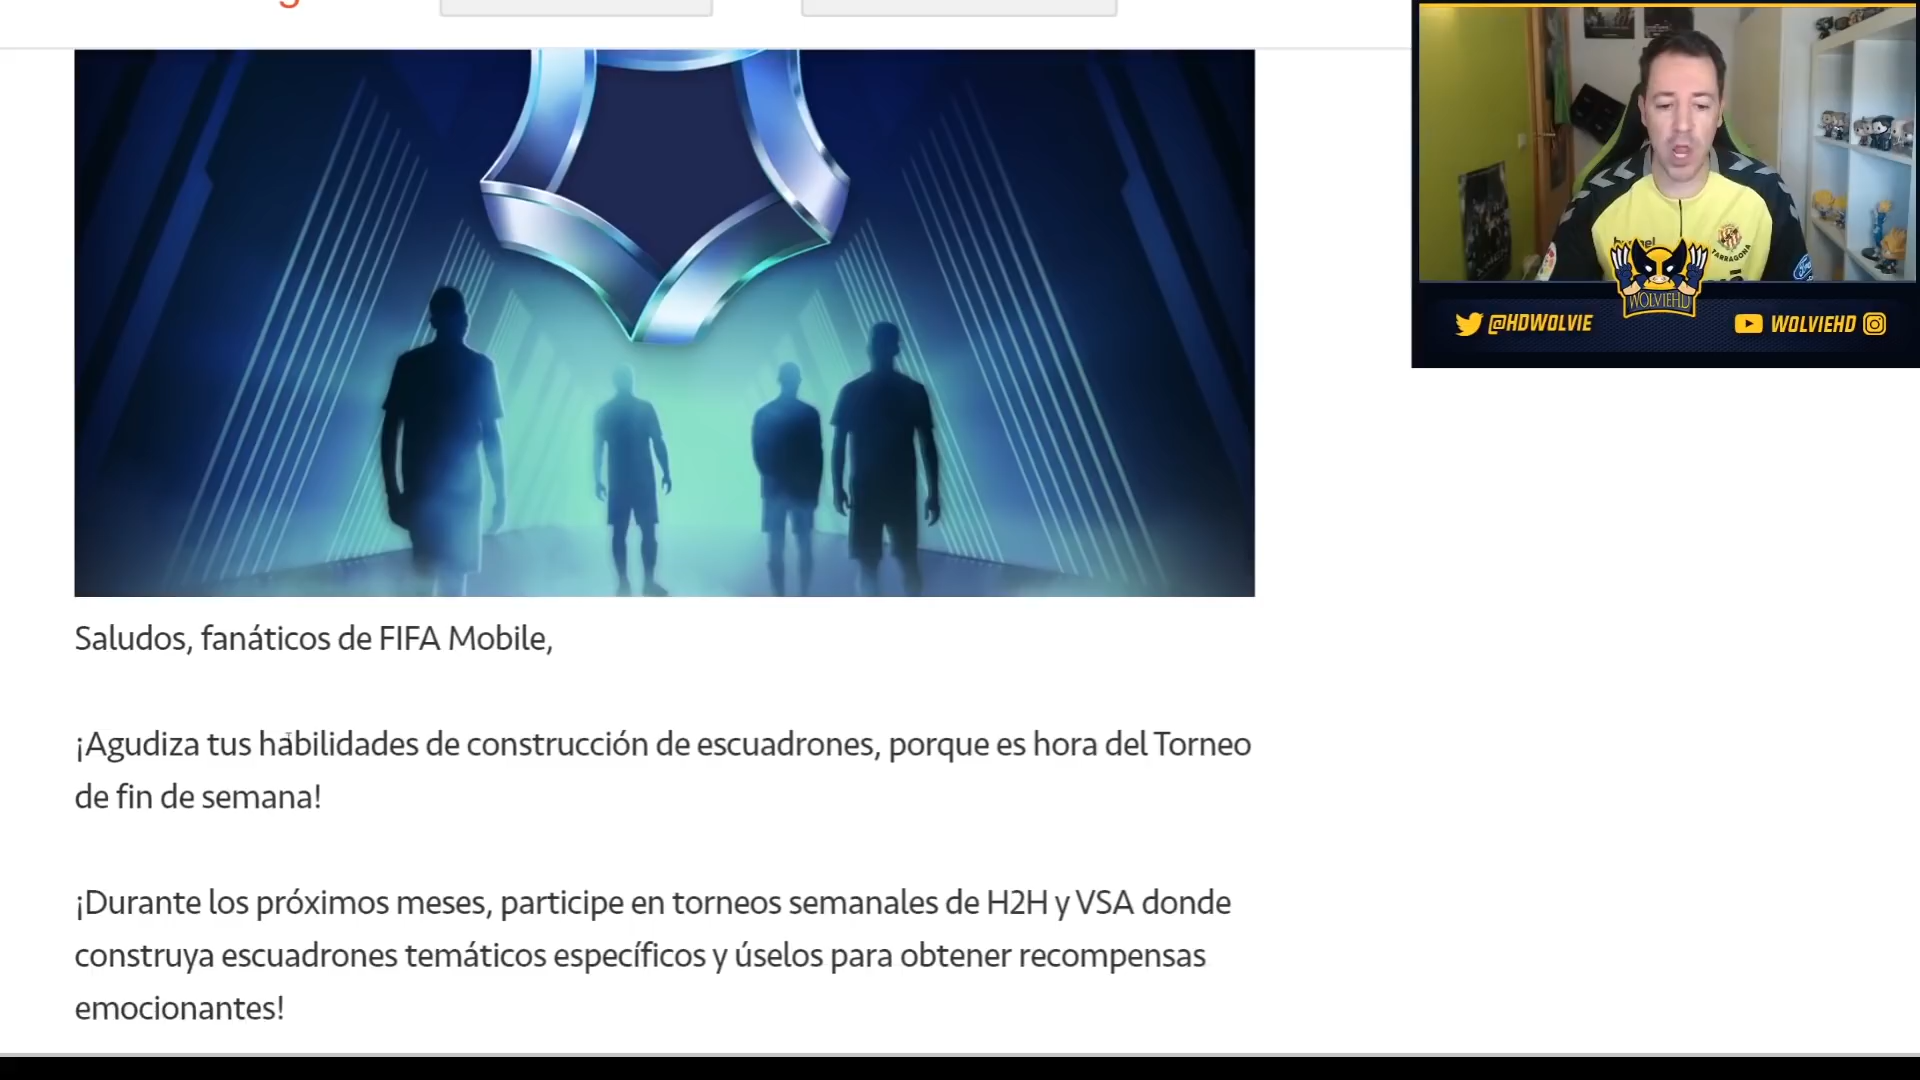 Saludos, fanáticos de FIFA Mobile,
¡Agudiza tus habilidades de construcción de escuadrones, porque es hora del Torneo
de fin de semana!
¡Durante los próximos meses, participe en torneos semanales de H2H y VSA donde
construya escuadrones temáticos específicos y úselos para obtener recompensas
emocionantes!
TARRAGONA
WOLVIEHD
@HDWOLVIE
WOLVIEHD